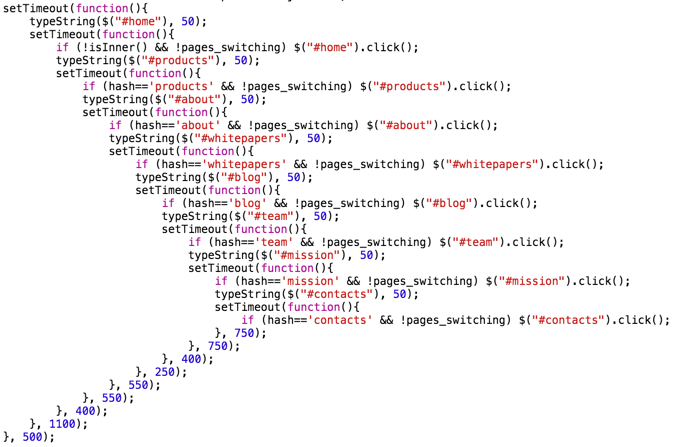 setTimeout(function(){
    typeString($("#home"), 50);
    setTimeout(function(){
        if (!isInner() && !pages_switching) $("#home").click();
        typeString($("#products"), 50);
        setTimeout(function(){
            if (hash=='products' && !pages_switching) $("#products").click();
            typeString($("#about"), 50);
            setTimeout(function(){
                if (hash=='about' && !pages_switching) $("#about").click();
                typeString($("#whitepapers"), 50);
                setTimeout(function(){
                    if (hash=='whitepapers' && !pages_switching) $("#whitepapers").click();
                    typeString($("#blog"), 50);
                    setTimeout(function(){
                        if (hash=='blog' && !pages_switching) $("#blog").click();
                        typeString($("#team"), 50);
                        setTimeout(function(){
                            if (hash=='team' && !pages_switching) $("#team").click();
                            typeString($("#mission"), 50);
                            setTimeout(function(){
                                if (hash=='mission' && !pages_switching) $("#mission").click();
                                typeString($("#contacts"), 50);
                                setTimeout(function(){
                                    if (hash=='contacts' && !pages_switching) $("#contacts").click();
                                }, 750);
                            }, 750);
                        }, 400);
                    }, 250);
                }, 550);
            }, 550);
        }, 400);
    }, 1100);
}, 500);